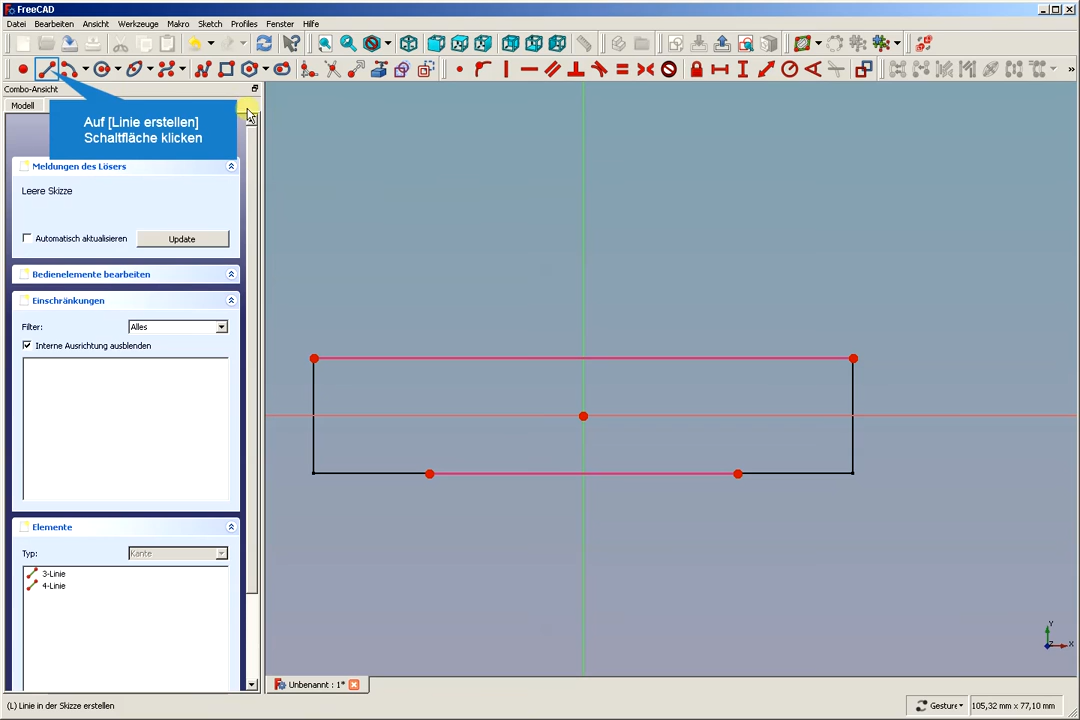 FreeCAD
Datei Bearbeiten Ansicht Werkzeuge Makro Sketch Profiles Fenster Hilfe
»
Combo-Ansicht
Modell
Auf [Linie erstellen]
Schaltfläche klicken
Meldungen des Lösers
Leere Skizze
Automatisch aktualisieren Update
Bedienelemente bearbeiten
Einschränkungen
Filter: Alles
Interne Ausrichtung ausblenden
Elemente
Typ: Kante
3-Linie
4-Linie
Y
Z X
Unbenannt : 1*
(L) Linie in der Skizze erstellen Gesture 105,32 mm x 77,10 mm